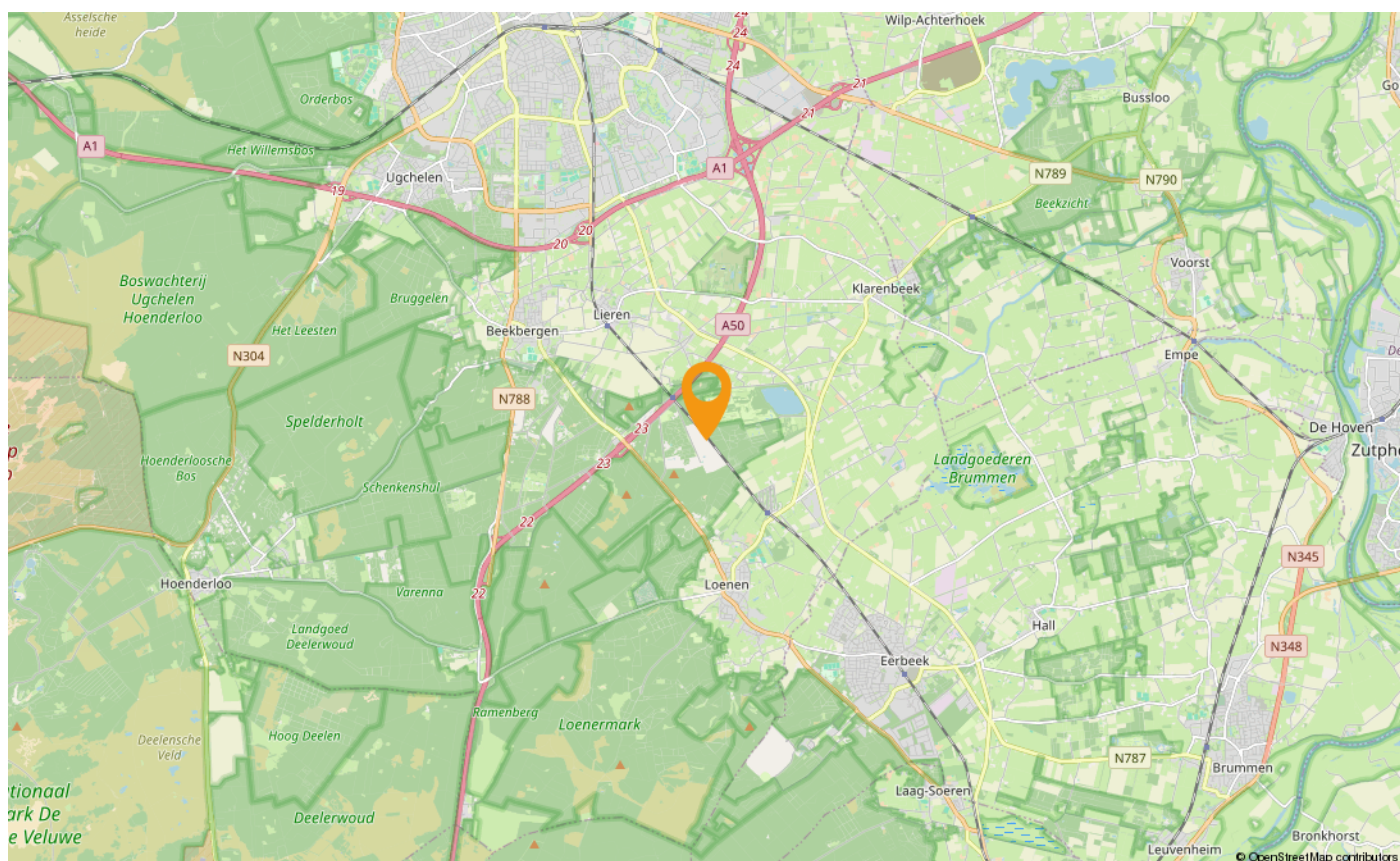 Asselsche
heide
24
24
24
Wilp-Achterhoek
21
21
Orderbos
Bussloo
A1
Het Willemsbos
Ugchelen
19
A1
N789
N790
Beekzicht
20
20
Voorst
Boswachterij
Ugchelen
Hoenderloo
Bruggelen
Klarenbeek
Lieren
Het Leesten
Beekbergen
A50
N304
Empe
N788
Spelderholt
23
De Hoven
Zutphe
Hoenderloosche
Bos
23
Landgoederen
Brummen
Schenkenshul
22
N345
Hoenderloo
Loenen
22
Varenna
Hall
Landgoed
Deelerwoud
N348
Eerbeek
Ramenberg
Loenermark
Hoog Deelen
Deelensche
Veld
N787
Brummen
Laag-Soeren
tionaal
ark De
e Veluwe
Deelerwoud
Bronkhorst
Leuvenheim
© OpenStreetMap contributors